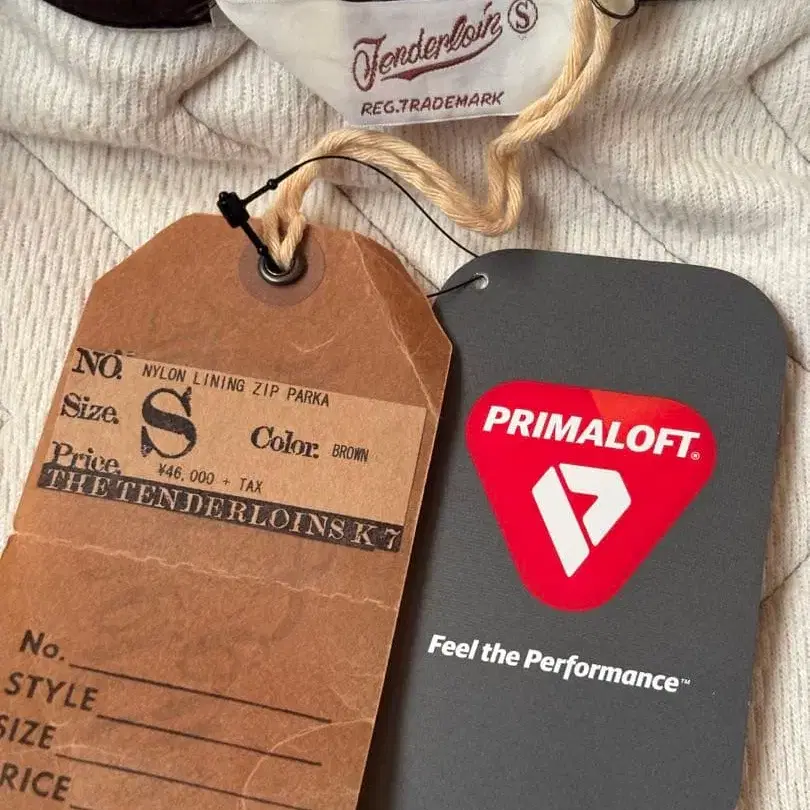 Tenderloin S
REG. TRADEMARK
NO. NYLON LINING ZIP PARKA
Size. S Color. BROWN
Price. ¥46,000 + TAX
THE TENDERLOINS K 7
No.
STYLE
SIZE
RICE
PRIMALOFT®
Feel the Performance™